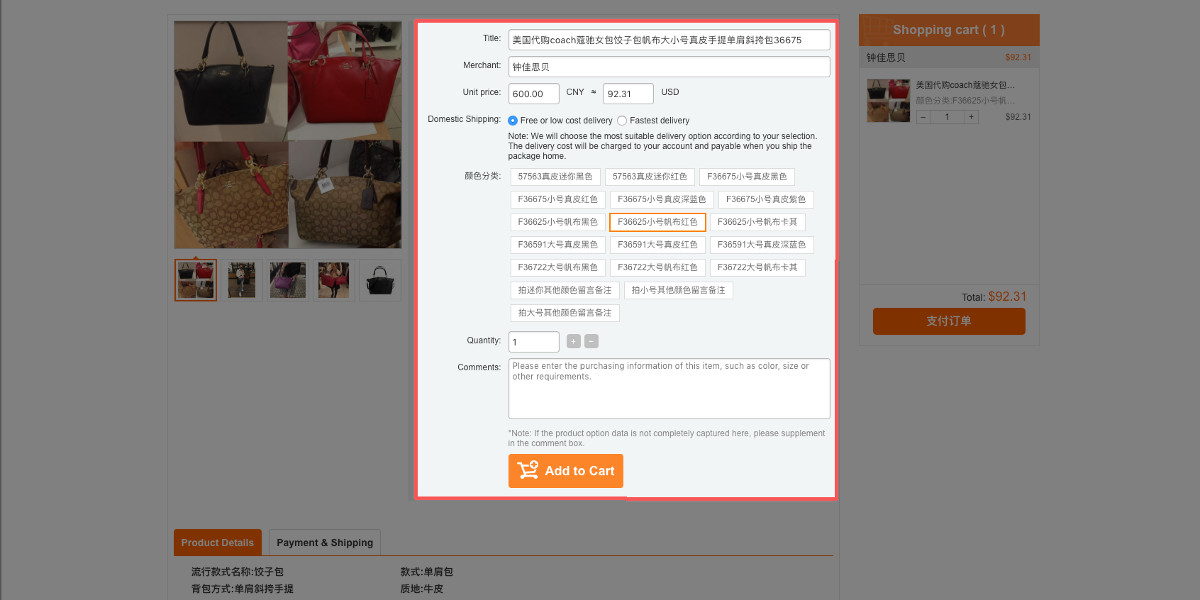 Title:
美国代购coach蔻驰女包饺子包帆布大小号真皮手提单肩斜挎包36675
Merchant:
钟佳思贝
Unit price:
600.00 CNY ≈ 92.31 USD
Domestic Shipping:
Free or low cost delivery Fastest delivery
Note: We will choose the most suitable delivery option according to your selection.
The delivery cost will be charged to your account and payable when you ship the
package home.
颜色分类:
57563真皮迷你黑色 57563真皮迷你红色 F36675小号真皮黑色
F36675小号真皮红色 F36675小号真皮深蓝色 F36675小号真皮紫色
F36625小号帆布黑色 F36625小号帆布红色 F36625小号帆布卡其
F36591大号真皮黑色 F36591大号真皮红色 F36591大号真皮深蓝色
F36722大号帆布黑色 F36722大号帆布红色 F36722大号帆布卡其
拍迷你其他颜色留言备注 拍小号其他颜色留言备注
拍大号其他颜色留言备注
Quantity:
1 + −
Comments:
Please enter the purchasing information of this item, such as color, size or
other requirements.
*Note: If the product option data is not completely captured here, please supplement
in the comment box.
Add to Cart
Shopping cart ( 1 )
钟佳思贝 $92.31
美国代购coach蔻驰女包...
颜色分类:F36625小号帆...
− 1 + $92.31
Total: $92.31
支付订单
Product Details Payment & Shipping
流行款式名称:饺子包 款式:单肩包
背包方式:单肩斜挎手提 质地:牛皮